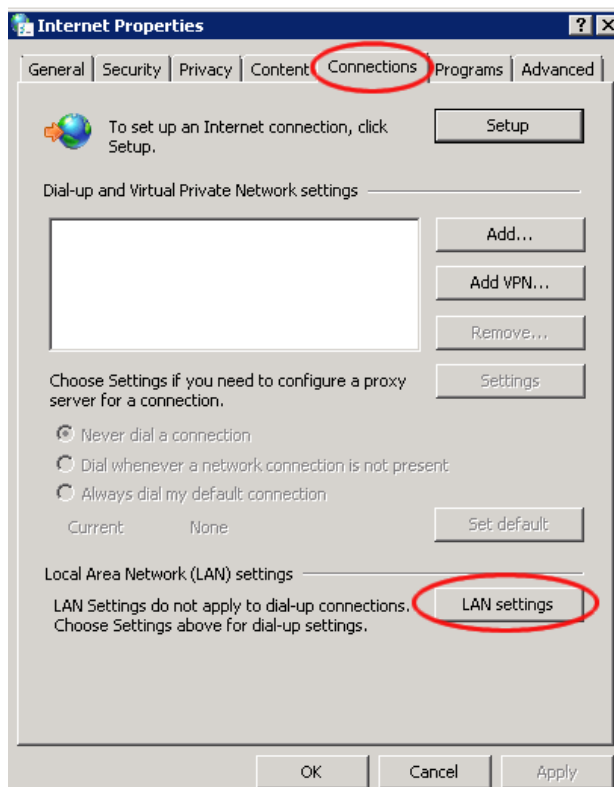 Internet Properties
General Security Privacy Content Connections Programs Advanced
To set up an Internet connection, click
Setup.
Setup
Dial-up and Virtual Private Network settings
Add...
Add VPN...
Remove...
Choose Settings if you need to configure a proxy
server for a connection.
Settings
Never dial a connection
Dial whenever a network connection is not present
Always dial my default connection
Current None
Set default
Local Area Network (LAN) settings
LAN Settings do not apply to dial-up connections.
Choose Settings above for dial-up settings.
LAN settings
OK Cancel Apply